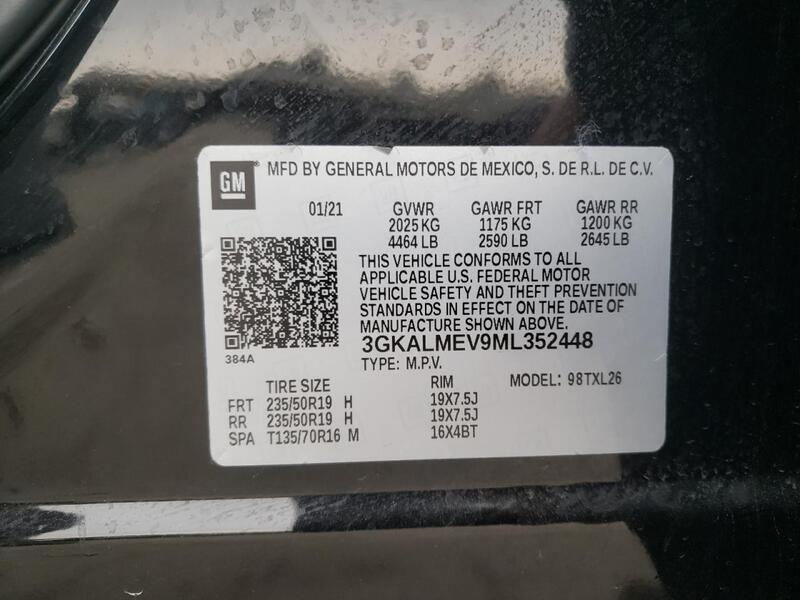 GM MFD BY GENERAL MOTORS DE MEXICO, S. DE R.L. DE C.V.
01/21 GVWR GAWR FRT GAWR RR
2025 KG 1175 KG 1200 KG
4464 LB 2590 LB 2645 LB
THIS VEHICLE CONFORMS TO ALL
APPLICABLE U.S. FEDERAL MOTOR
VEHICLE SAFETY AND THEFT PREVENTION
STANDARDS IN EFFECT ON THE DATE OF
MANUFACTURE SHOWN ABOVE.
384A 3GKALMEV9ML352448
TYPE: M.P.V.
TIRE SIZE RIM MODEL: 98TXL26
FRT 235/50R19 H 19X7.5J
RR 235/50R19 H 19X7.5J
SPA T135/70R16 M 16X4BT